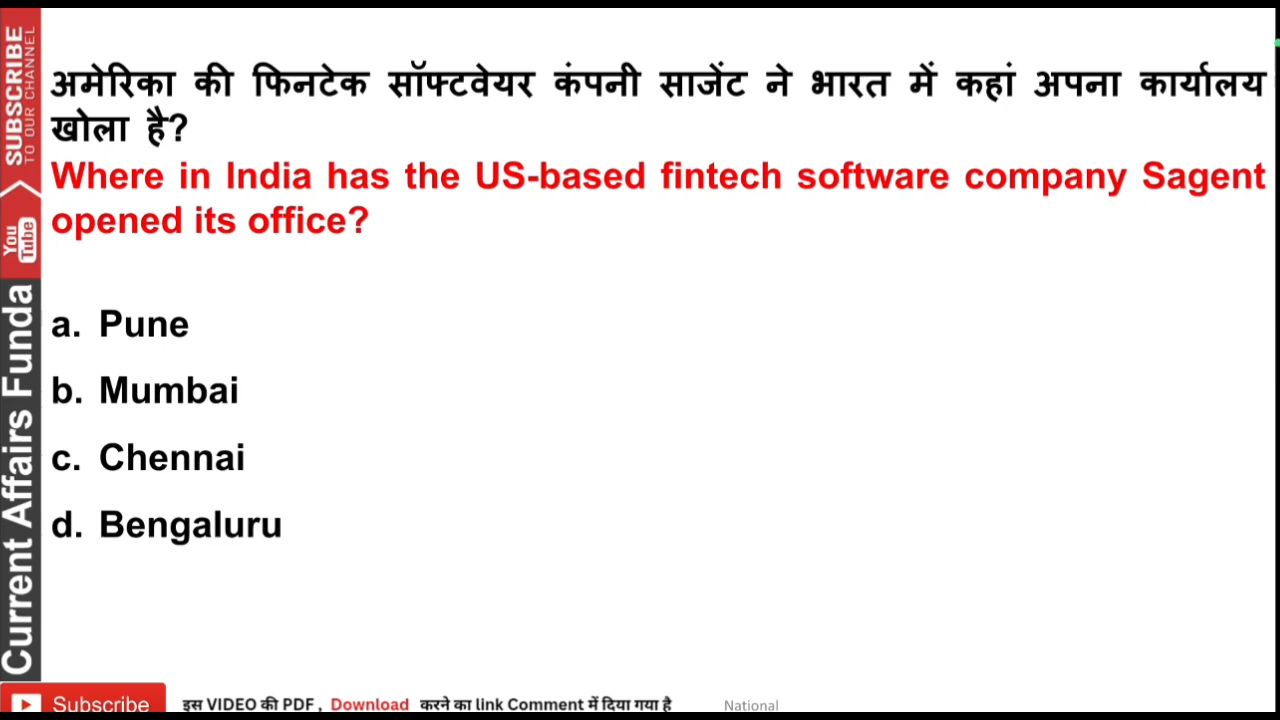 अमेरिका की फिनटेक सॉफ्टवेयर कंपनी साजेंट ने भारत में कहां अपना कार्यालय
खोला है?
Where in India has the US-based fintech software company Sagent
opened its office?
a. Pune
b. Mumbai
c. Chennai
d. Bengaluru
SUBSCRIBE
TO OUR CHANNEL
You
Tube
Current Affairs Funda
Subscribe
इस VIDEO की PDF , Download करने का link Comment में दिया गया है
National